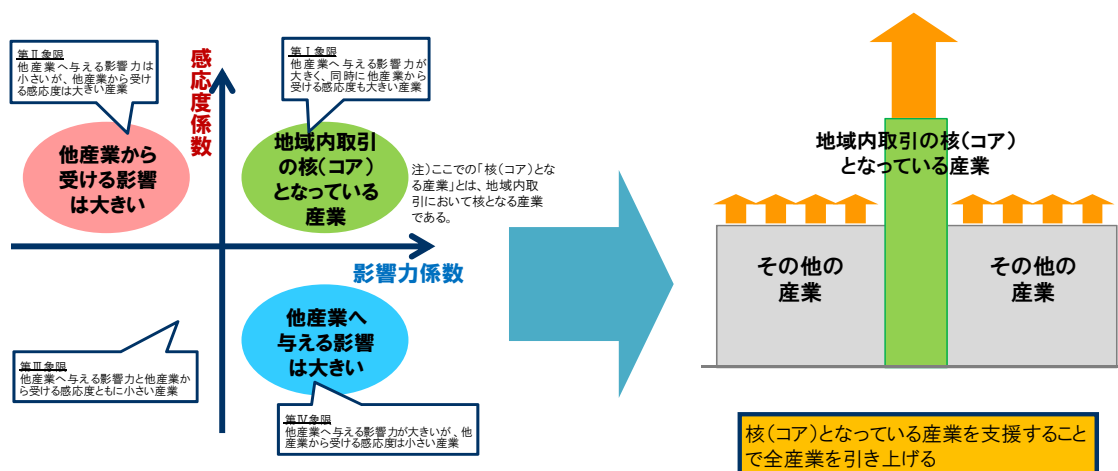 第Ⅱ象限
他産業へ与える影響力は
小さいが、他産業から受け
る感応度は大きい産業
感応度係数
第Ⅰ象限
他産業へ与える影響力が
大きく、同時に他産業から
受ける感応度も大きい産業
他産業から
受ける影響
は大きい
地域内取引
の核(コア)
となっている
産業
注)ここでの「核(コア)とな
る産業」とは、地域内取
引において核となる産業
である。
影響力係数
他産業へ
与える影響
は大きい
第Ⅲ象限
他産業へ与える影響力と他産業か
ら受ける感応度ともに小さい産業
第Ⅳ象限
他産業へ与える影響力が大きいが、他
産業から受ける感応度は小さい産業
地域内取引の核(コア)
となっている産業
その他の
産業
その他の
産業
核(コア)となっている産業を支援すること
で全産業を引き上げる